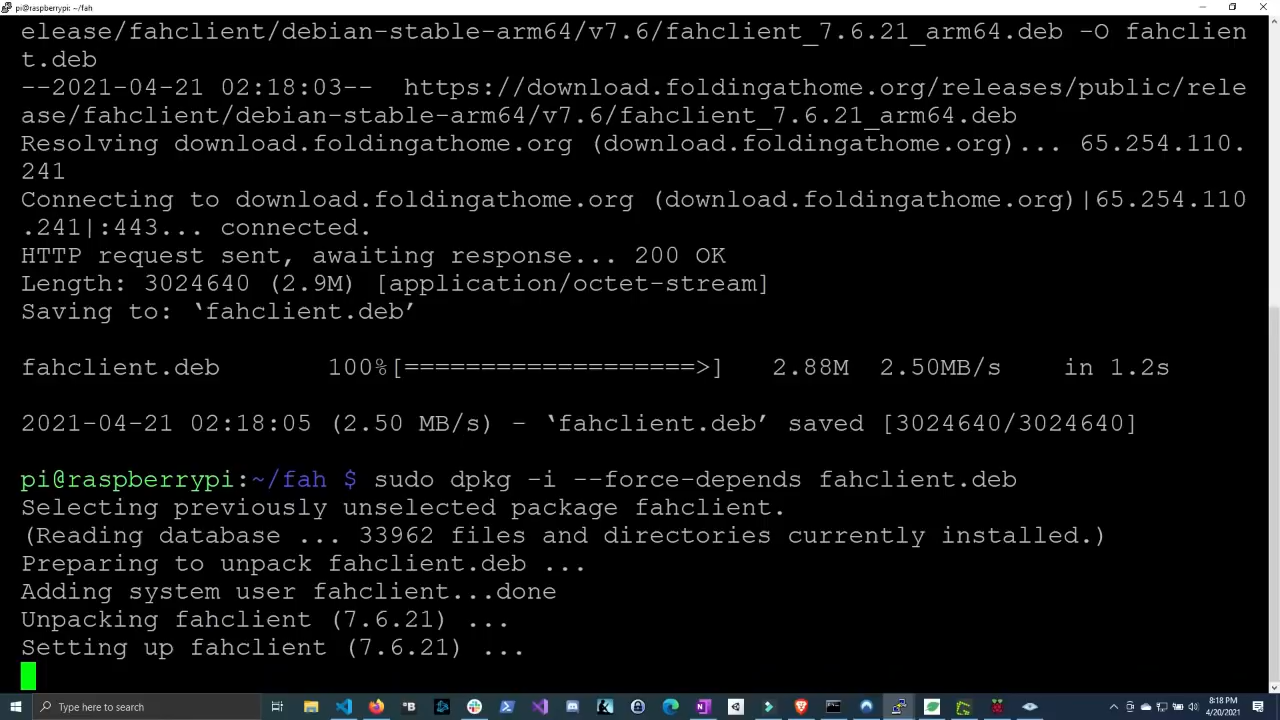 pi@raspberrypi: ~/fah
elease/fahclient/debian-stable-arm64/v7.6/fahclient_7.6.21_arm64.deb -O fahclien
t.deb
--2021-04-21 02:18:03--  https://download.foldingathome.org/releases/public/rele
ase/fahclient/debian-stable-arm64/v7.6/fahclient_7.6.21_arm64.deb
Resolving download.foldingathome.org (download.foldingathome.org)... 65.254.110.
241
Connecting to download.foldingathome.org (download.foldingathome.org)|65.254.110
.241|:443... connected.
HTTP request sent, awaiting response... 200 OK
Length: 3024640 (2.9M) [application/octet-stream]
Saving to: ‘fahclient.deb’
fahclient.deb       100%[===================>]   2.88M  2.50MB/s    in 1.2s
2021-04-21 02:18:05 (2.50 MB/s) - ‘fahclient.deb’ saved [3024640/3024640]
pi@raspberrypi:~/fah $ sudo dpkg -i --force-depends fahclient.deb
Selecting previously unselected package fahclient.
(Reading database ... 33962 files and directories currently installed.)
Preparing to unpack fahclient.deb ...
Adding system user fahclient...done
Unpacking fahclient (7.6.21) ...
Setting up fahclient (7.6.21) ...
Type here to search
8:18 PM
4/20/2021